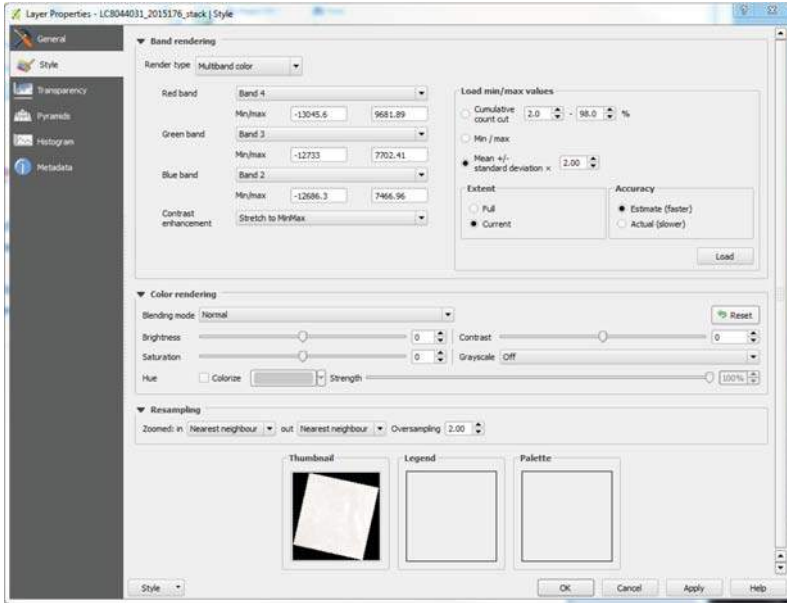 Layer Properties - LC8044031_2015176_stack | Style
General
Style
Transparency
Pyramids
Histogram
Metadata
Band rendering
Render type Multiband color
Red band Band 4
Min/max -13045.6 9681.89
Green band Band 3
Min/max -12733 7702.41
Blue band Band 2
Min/max -12686.3 7466.96
Contrast enhancement Stretch to MinMax
Load min/max values
Cumulative count cut 2.0 - 98.0 %
Min / max
Mean +/- standard deviation × 2.00
Extent
Full
Current
Accuracy
Estimate (faster)
Actual (slower)
Load
Color rendering
Blending mode Normal
Reset
Brightness 0 Contrast 0
Saturation 0 Grayscale Off
Hue Colorize Strength 100%
Resampling
Zoomed: in Nearest neighbour out Nearest neighbour Oversampling 2.00
Thumbnail
Legend
Palette
Style
OK
Cancel
Apply
Help